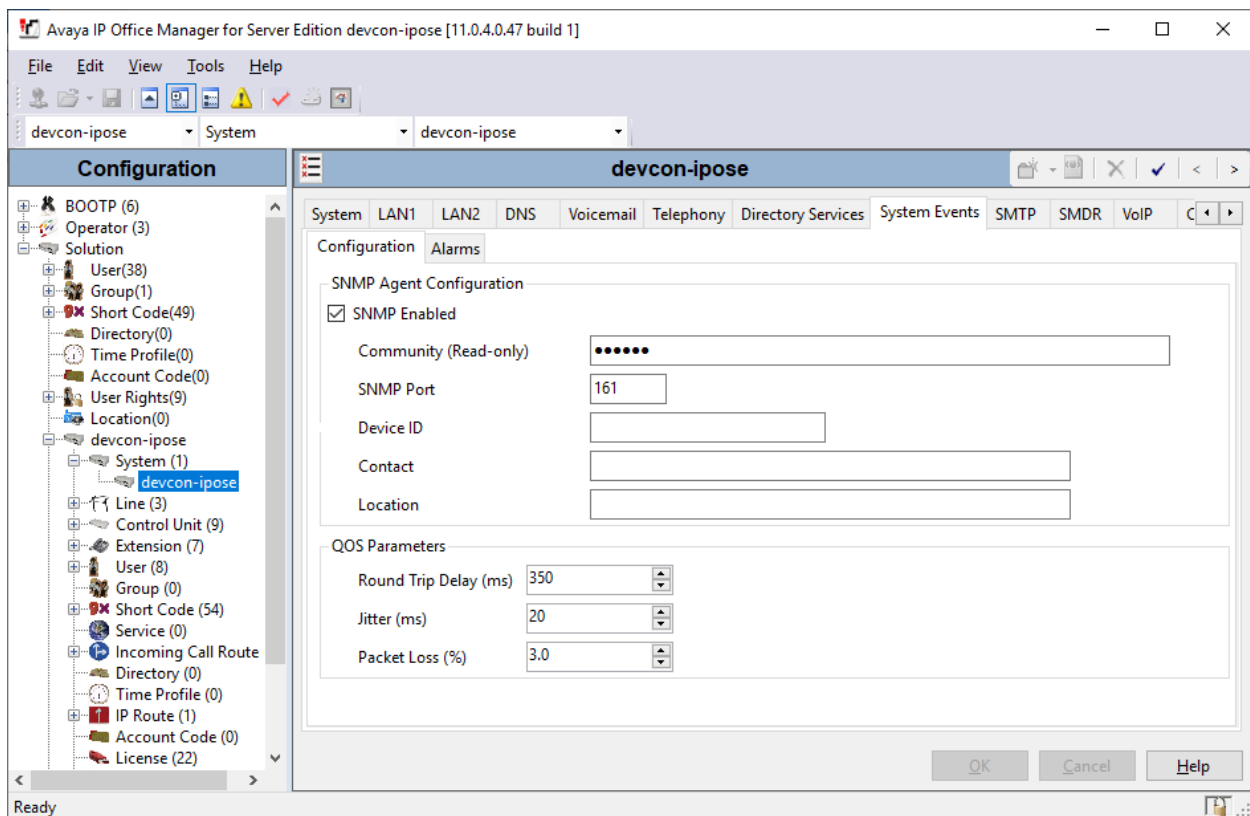 Avaya IP Office Manager for Server Edition devcon-ipose [11.0.4.0.47 build 1]
File Edit View Tools Help
devcon-ipose System devcon-ipose
Configuration
BOOTP (6)
Operator (3)
Solution
User(38)
Group(1)
Short Code(49)
Directory(0)
Time Profile(0)
Account Code(0)
User Rights(9)
Location(0)
devcon-ipose
System (1)
devcon-ipose
Line (3)
Control Unit (9)
Extension (7)
User (8)
Group (0)
Short Code (54)
Service (0)
Incoming Call Route
Directory (0)
Time Profile (0)
IP Route (1)
Account Code (0)
License (22)
devcon-ipose
System LAN1 LAN2 DNS Voicemail Telephony Directory Services System Events SMTP SMDR VoIP
Configuration Alarms
SNMP Agent Configuration
SNMP Enabled
Community (Read-only) ●●●●●●
SNMP Port 161
Device ID
Contact
Location
QOS Parameters
Round Trip Delay (ms) 350
Jitter (ms) 20
Packet Loss (%) 3.0
OK Cancel Help
Ready